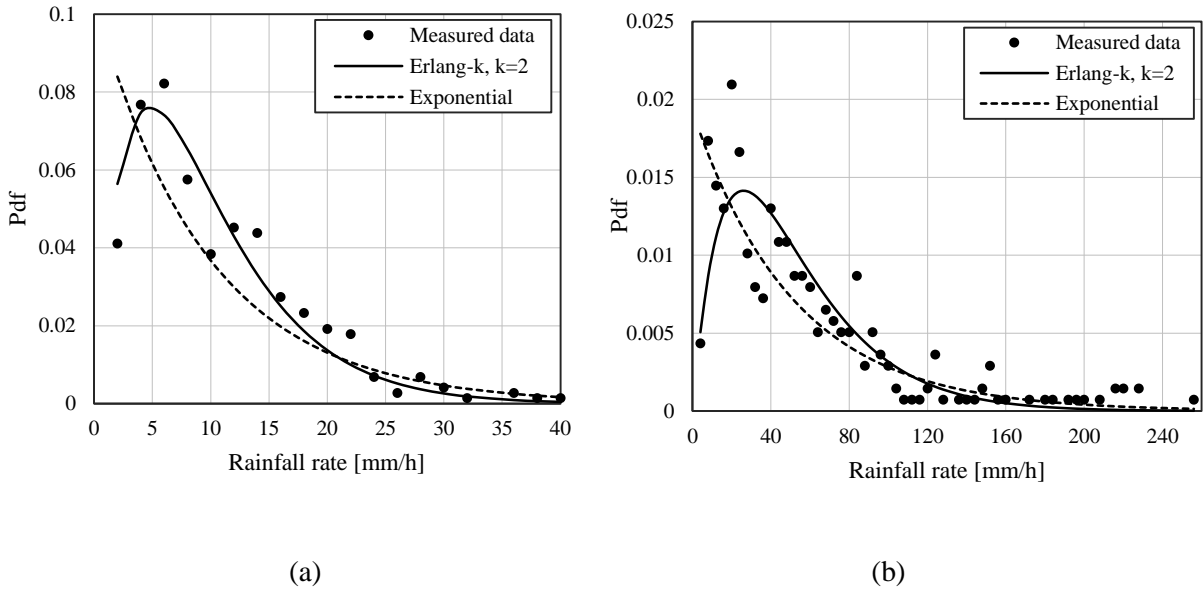 0.1
Measured data
Erlang-k, k=2
Exponential
0.08
0.06
Pdf
0.04
0.02
0
0 5 10 15 20 25 30 35 40
Rainfall rate [mm/h]
(a)
0.025
Measured data
Erlang-k, k=2
Exponential
0.02
0.015
Pdf
0.01
0.005
0
0 40 80 120 160 200 240
Rainfall rate [mm/h]
(b)